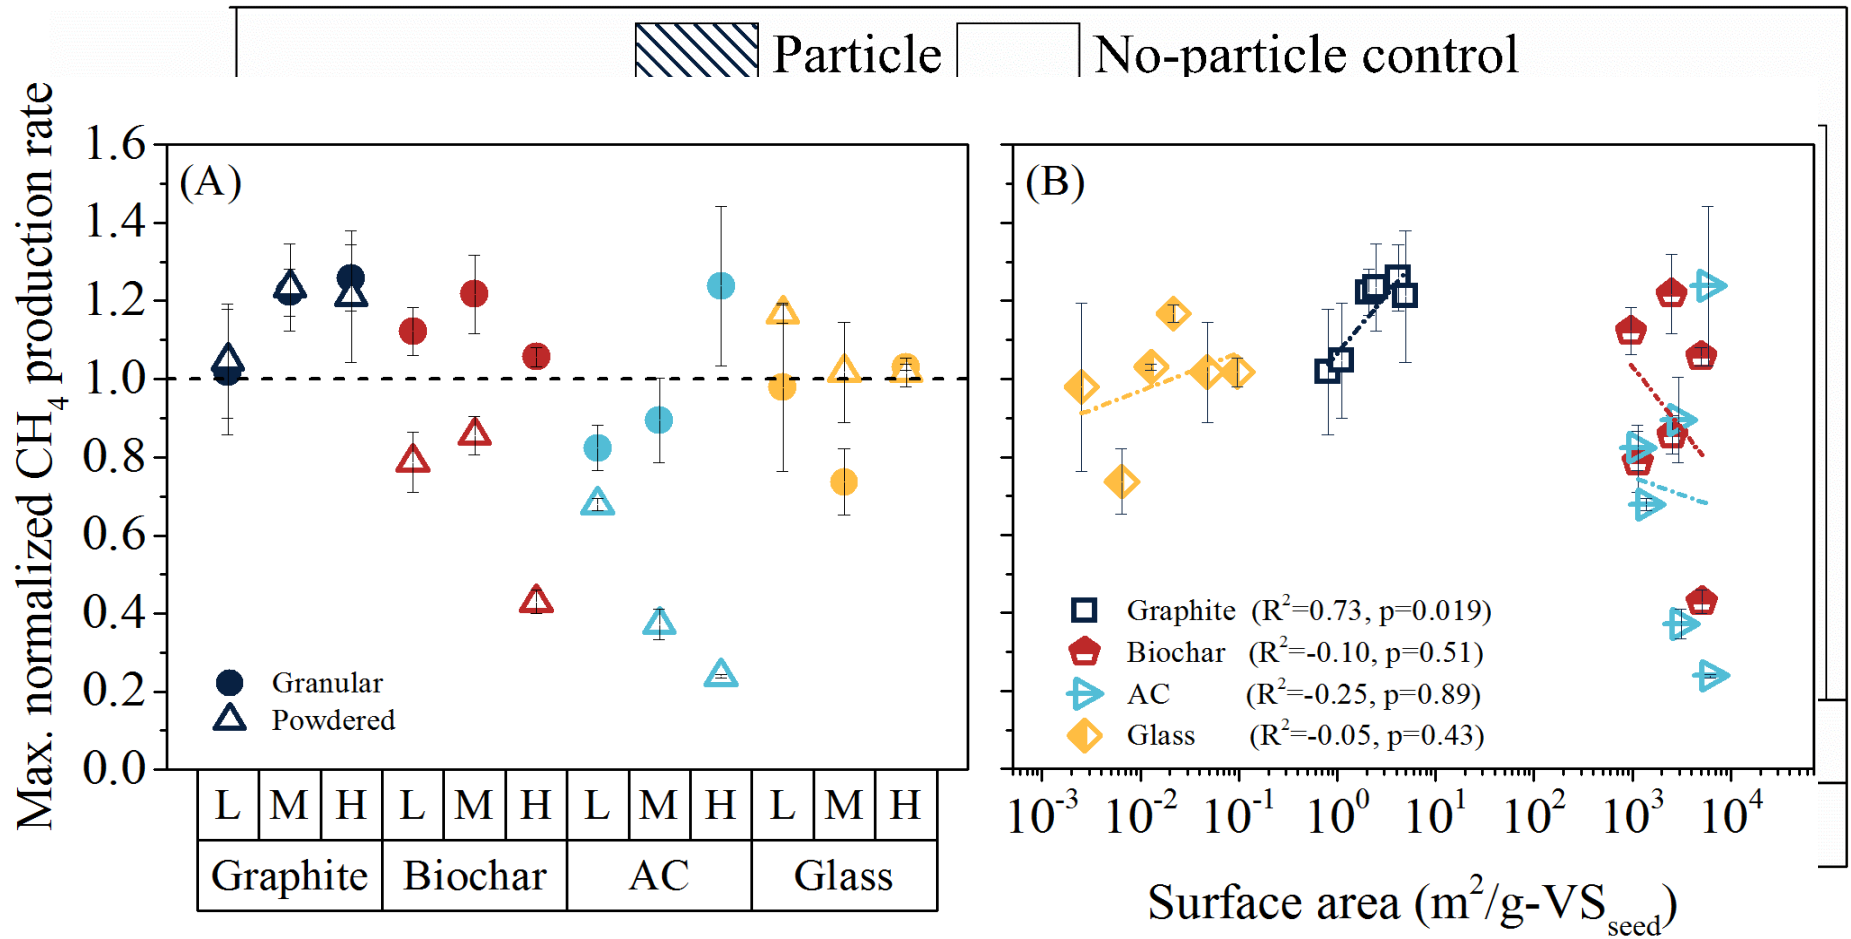 Particle No-particle control
Max. normalized CH4 production rate
(A)
1.6
1.4
1.2
1.0
0.8
0.6
0.4
0.2
0.0
Granular
Powdered
L M H L M H L M H L M H
Graphite Biochar AC Glass
(B)
Graphite (R²=0.73, p=0.019)
Biochar (R²=-0.10, p=0.51)
AC (R²=-0.25, p=0.89)
Glass (R²=-0.05, p=0.43)
10⁻³ 10⁻² 10⁻¹ 10⁰ 10¹ 10² 10³ 10⁴
Surface area (m²/g-VSseed)